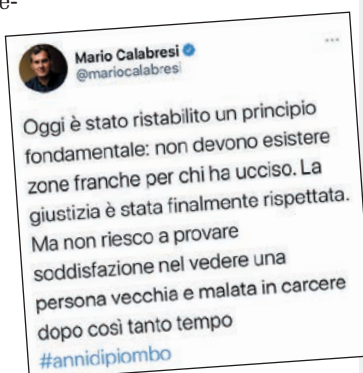 e-
Mario Calabresi
@mariocalabresi
Oggi è stato ristabilito un principio
fondamentale: non devono esistere
zone franche per chi ha ucciso. La
giustizia è stata finalmente rispettata.
Ma non riesco a provare
soddisfazione nel vedere una
persona vecchia e malata in carcere
dopo così tanto tempo
#annidipiombo